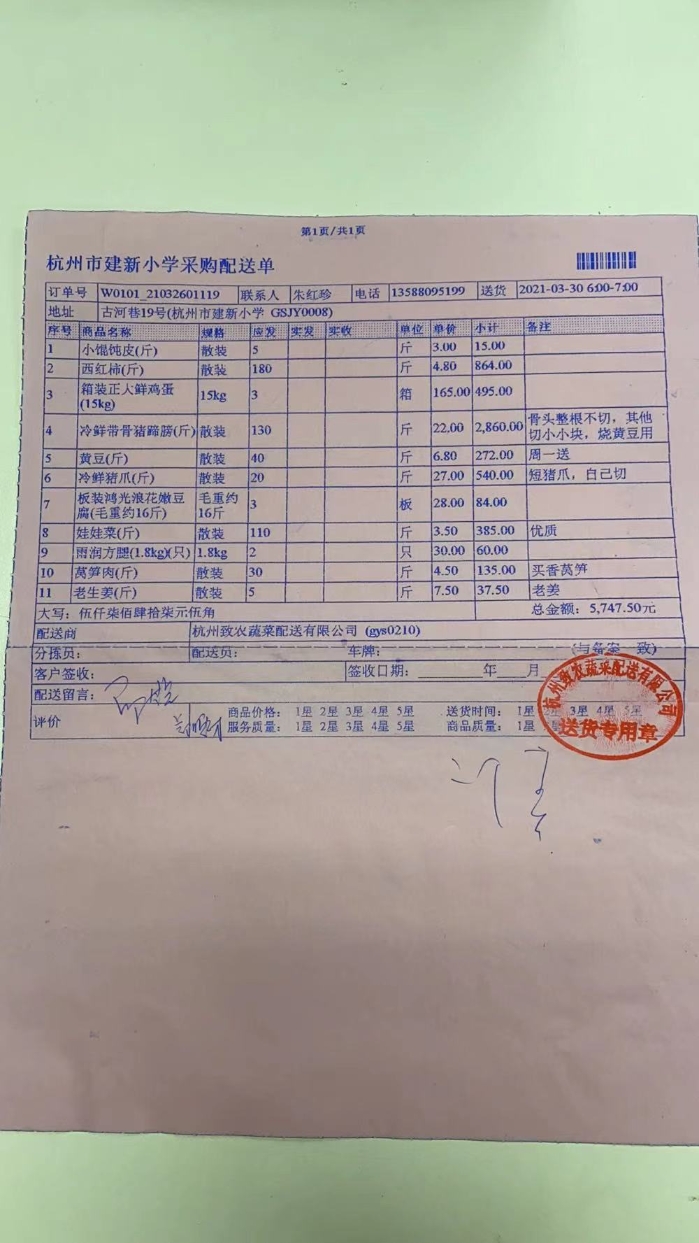 第1页/共1页
杭州市建新小学采购配送单
订单号 W0101_21032601119 联系人 朱红珍 电话 13588095199 送货 2021-03-30 6:00-7:00
地址 古河巷19号(杭州市建新小学 GSJY0008)
序号 商品名称 规格 应发 实发 实收 单位 单价 小计 备注
1 小馄饨皮(斤) 散装 5 斤 3.00 15.00
2 西红柿(斤) 散装 180 斤 4.80 864.00
3 箱装正大鲜鸡蛋(15kg) 15kg 3 箱 165.00 495.00
4 冷鲜带骨猪蹄膀(斤) 散装 130 斤 22.00 2,860.00 骨头整根不切，其他切小小块，烧黄豆用
5 黄豆(斤) 散装 40 斤 6.80 272.00 周一送
6 冷鲜猪爪(斤) 散装 20 斤 27.00 540.00 短猪爪，自己切
7 板装鸿光浪花嫩豆腐(毛重约16斤) 毛重约16斤 3 板 28.00 84.00
8 娃娃菜(斤) 散装 110 斤 3.50 385.00 优质
9 雨润方腿(1.8kg)(只) 1.8kg 2 只 30.00 60.00
10 莴笋肉(斤) 散装 30 斤 4.50 135.00 买香莴笋
11 老生姜(斤) 散装 5 斤 7.50 37.50 老姜
大写：伍仟柒佰肆拾柒元伍角 总金额：5,747.50元
配送商 杭州致农蔬菜配送有限公司 (gys0210)
分拣员： 配送员： 车牌： (与备案一致)
客户签收： 签收日期： ____年__月
配送留言：
评价 商品价格： 1星 2星 3星 4星 5星 送货时间： 1星 2星 3星 4星 5星
服务质量： 1星 2星 3星 4星 5星 商品质量： 1星
杭州致农蔬菜配送有限公司
送货专用章